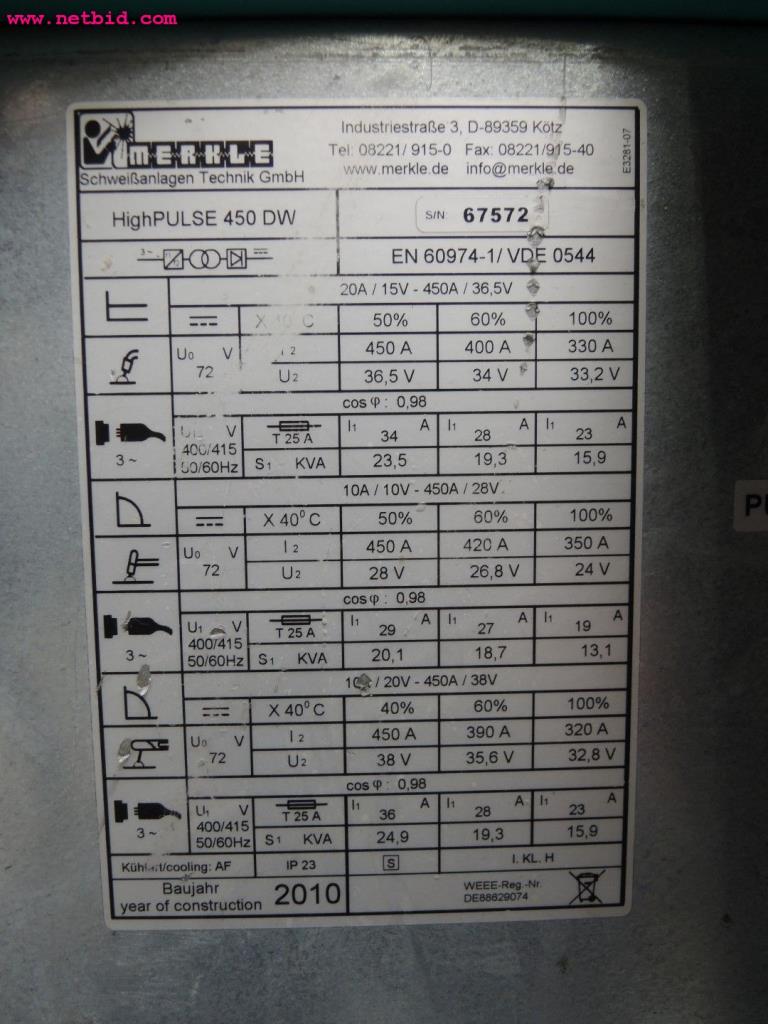 www.netbid.com
MERKLE
Schweißanlagen Technik GmbH
Industriestraße 3, D-89359 Kötz
Tel: 08221/ 915-0 Fax: 08221/915-40
www.merkle.de info@merkle.de
E3281-07
HighPULSE 450 DW
S/N: 67572
3~
EN 60974-1/ VDE 0544
20A / 15V - 450A / 36,5V
X 40 C 50% 60% 100%
U0 V 72
I 2 450 A 400 A 330 A
U2 36,5 V 34 V 33,2 V
cos φ : 0,98
3 ~
U1 V
400/415
50/60Hz
T 25 A
I1 34 A I1 28 A I1 23 A
S1 KVA 23,5 19,3 15,9
10A / 10V - 450A / 28V
X 40⁰ C 50% 60% 100%
U0 V 72
I 2 450 A 420 A 350 A
U2 28 V 26,8 V 24 V
cos φ : 0,98
3 ~
U1 V
400/415
50/60Hz
T 25 A
I1 29 A I1 27 A I1 19 A
S1 KVA 20,1 18,7 13,1
/ 20V - 450A / 38V
X 40⁰ C 40% 60% 100%
U0 V 72
I 2 450 A 390 A 320 A
U2 38 V 35,6 V 32,8 V
cos φ : 0,98
3 ~
U1 V
400/415
50/60Hz
T 25 A
I1 36 A I1 28 A I1 23 A
S1 KVA 24,9 19,3 15,9
Kühlart/cooling: AF IP 23 S I. KL. H
Baujahr
year of construction 2010
WEEE-Reg.-Nr.
DE88629074